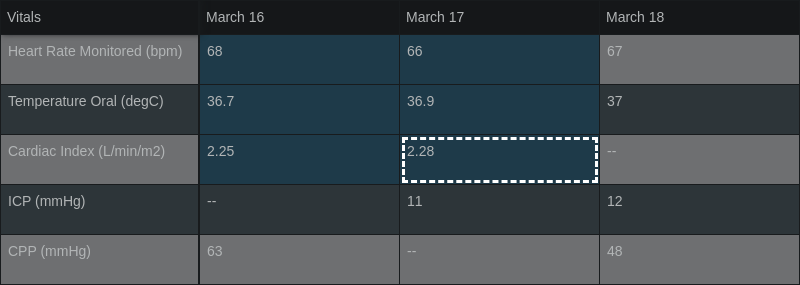 Vitals March 16 March 17 March 18
Heart Rate Monitored (bpm) 68 66 67
Temperature Oral (degC) 36.7 36.9 37
Cardiac Index (L/min/m2) 2.25 2.28 --
ICP (mmHg) -- 11 12
CPP (mmHg) 63 -- 48